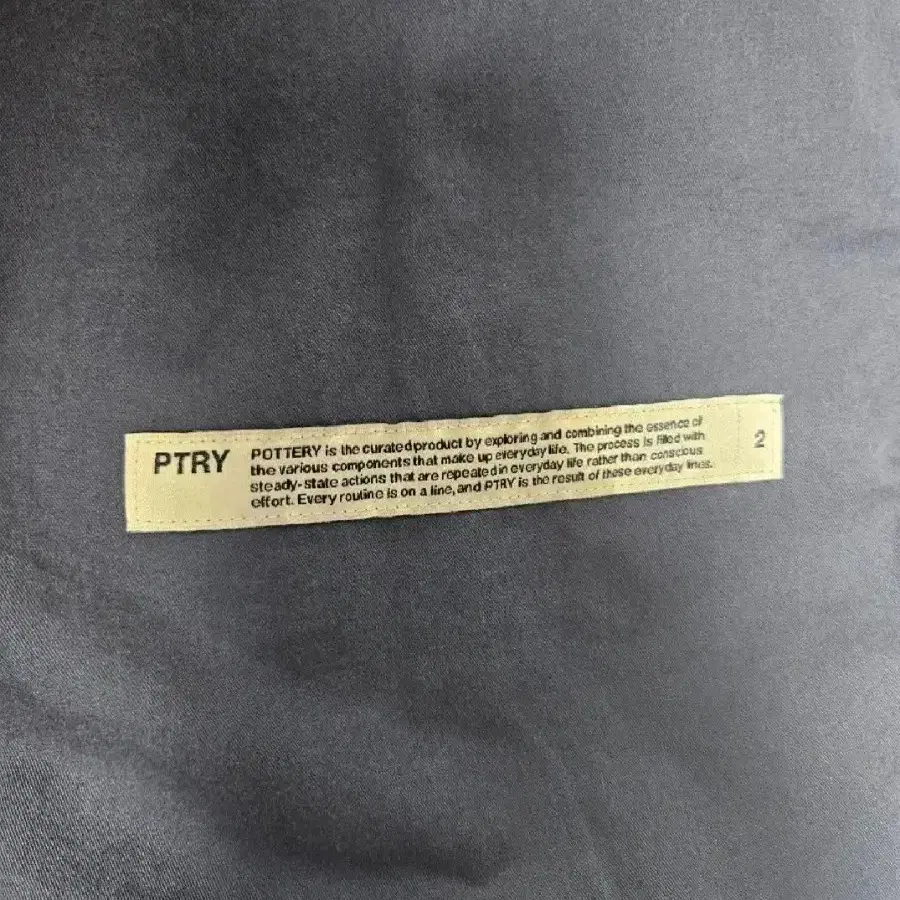 PTRY
POTTERY is the curated product by exploring and combining the essence of
the various components that make up everyday life. The process is filled with
steady-state actions that are repeated in everyday life rather than conscious
effort. Every routine is on a line, and PTRY is the result of these everyday lines.
2